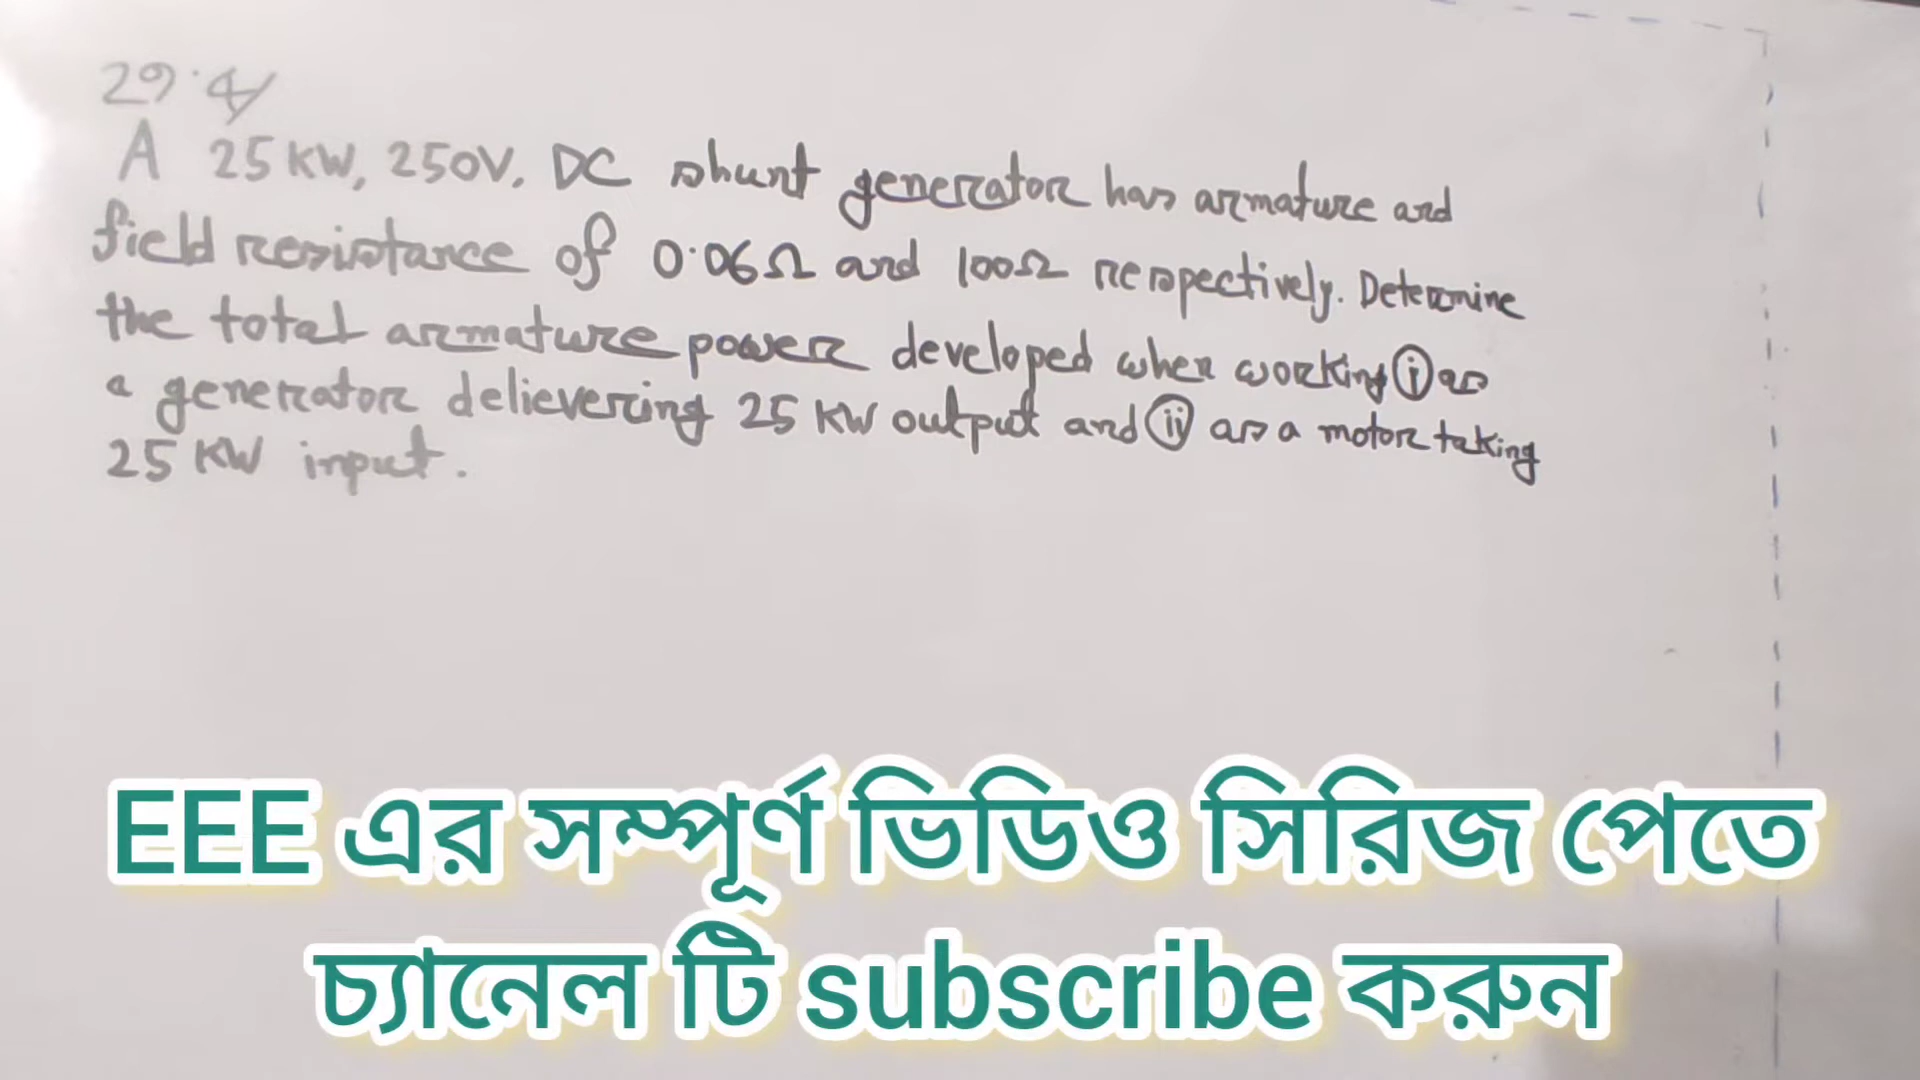 29.4/
A 25 KW, 250V, DC shunt generator has armature and
field resistance of 0.06Ω and 100Ω respectively. Determine
the total armature power developed when working (i) as
a generator delievering 25 KW output and (ii) as a motor taking
25 KW input.
EEE এর সম্পূর্ণ ভিডিও সিরিজ পেতে
চ্যানেল টি subscribe করুন